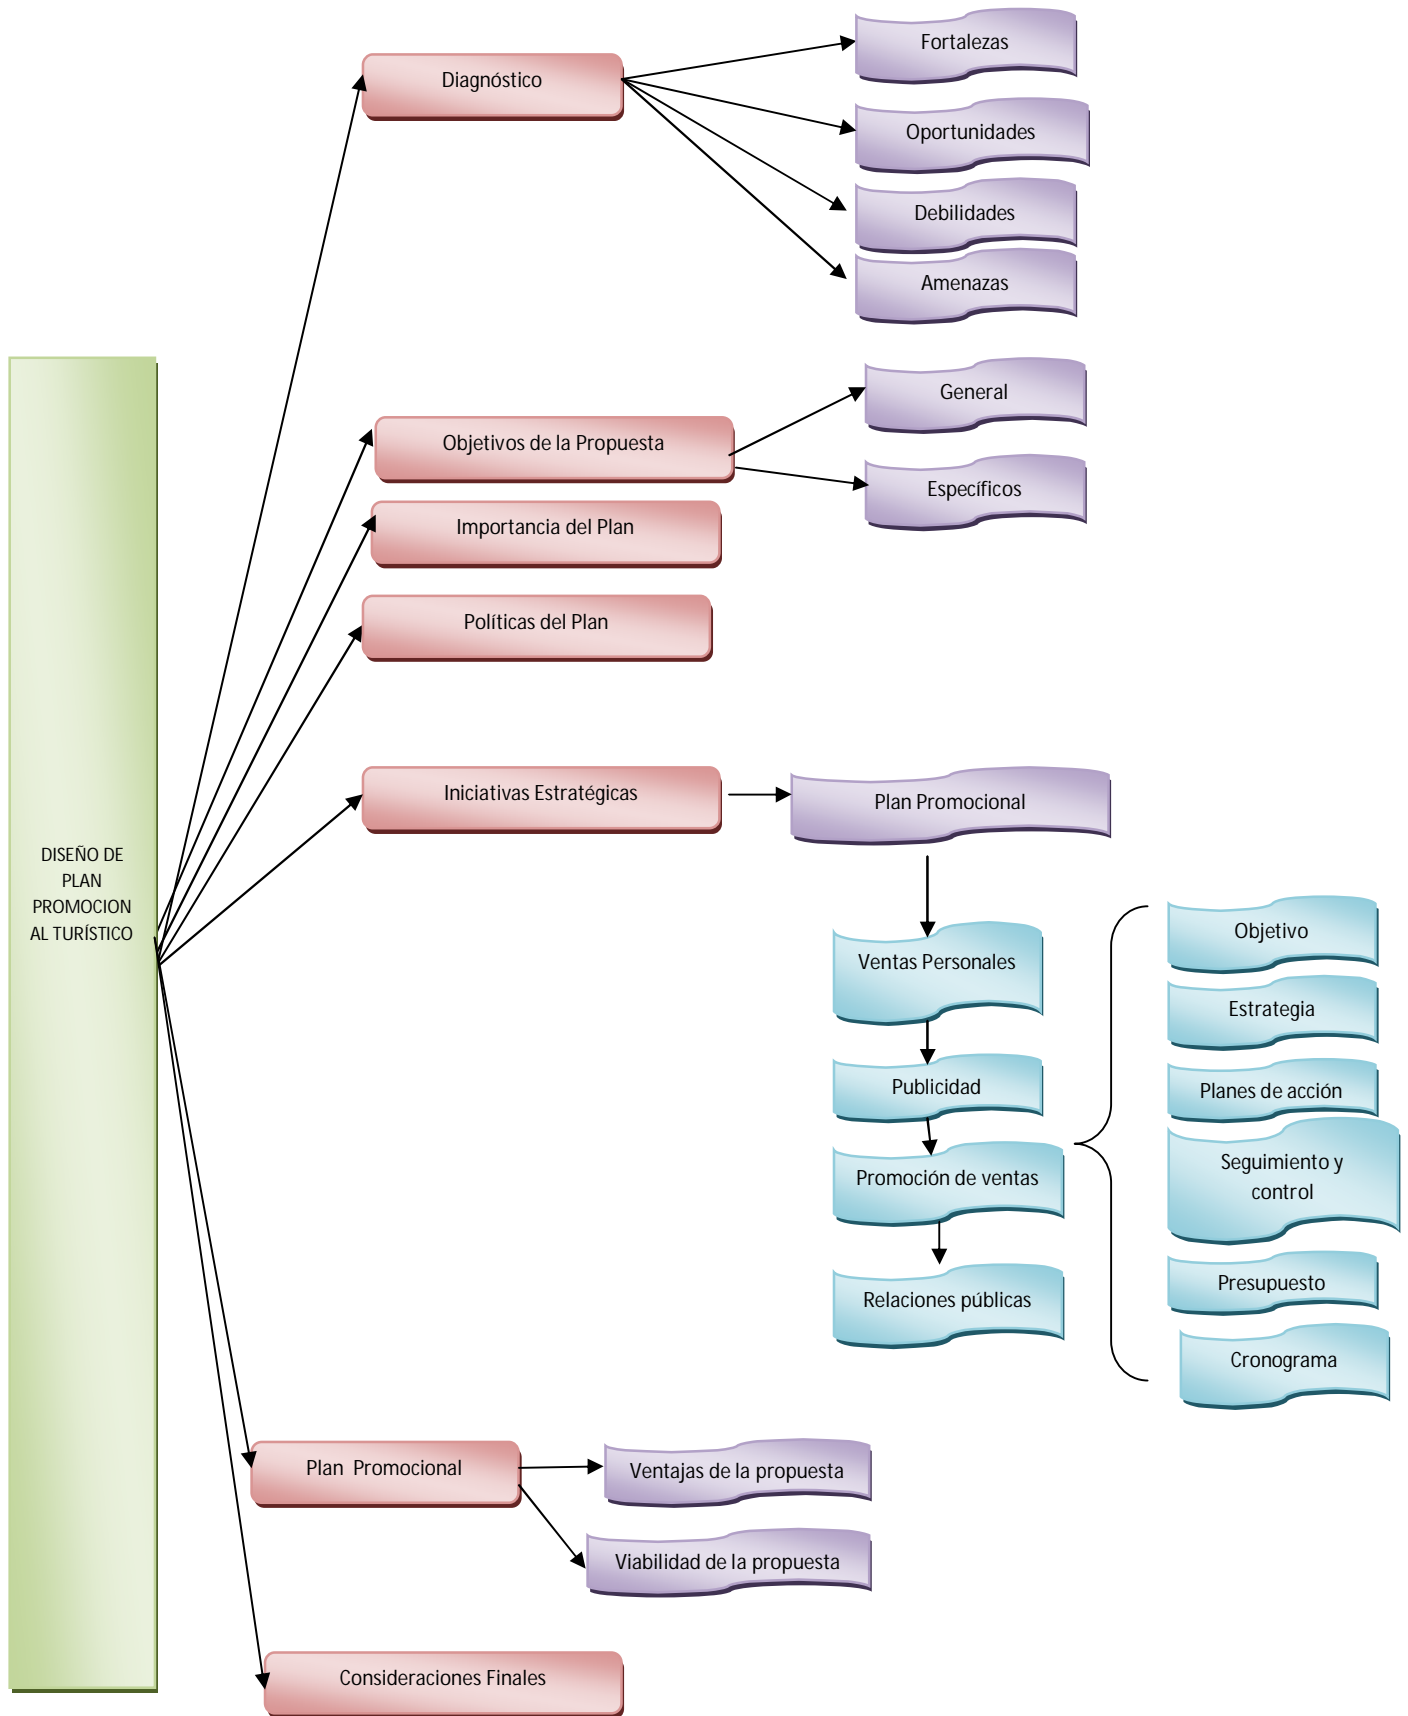 Fortalezas
Diagnóstico
Oportunidades
Debilidades
Amenazas
General
Objetivos de la Propuesta
Específicos
Importancia del Plan
Políticas del Plan
Iniciativas Estratégicas
Plan Promocional
DISEÑO DE
PLAN
PROMOCION
AL TURÍSTICO
Ventas Personales
Publicidad
Promoción de ventas
Relaciones públicas
Objetivo
Estrategia
Planes de acción
Seguimiento y
control
Presupuesto
Cronograma
Plan  Promocional
Ventajas de la propuesta
Viabilidad de la propuesta
Consideraciones Finales